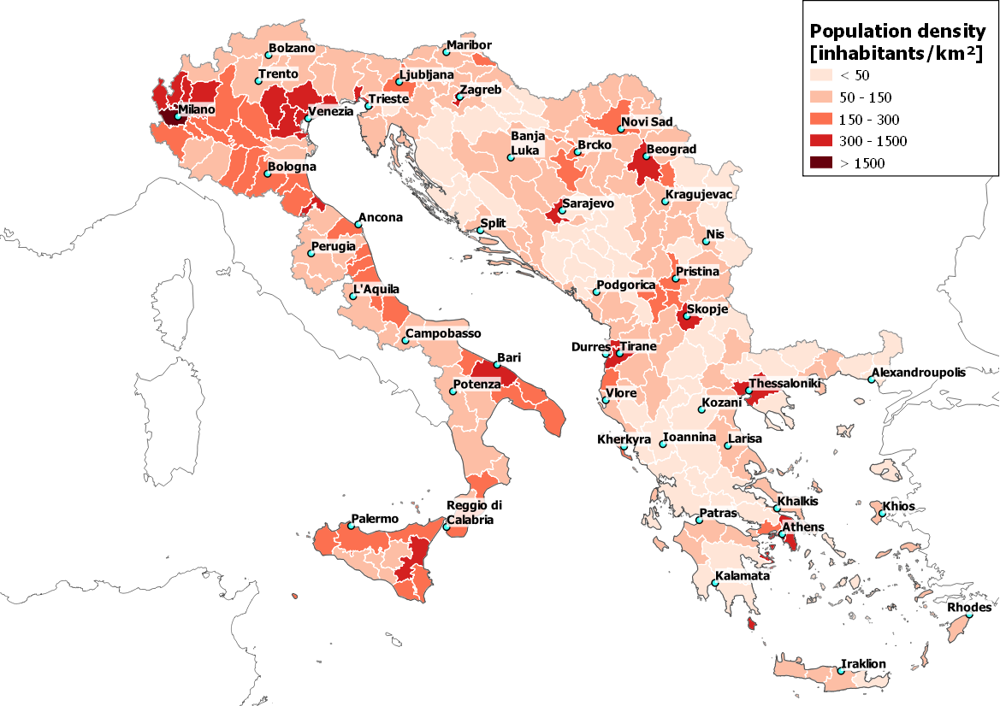 Population density
[inhabitants/km²]
< 50
50 - 150
150 - 300
300 - 1500
> 1500
Maribor
Bolzano
Trento
Ljubljana
Zagreb
Trieste
Milano
Venezia
Novi Sad
Banja
Luka
Brcko
Beograd
Bologna
Kragujevac
Sarajevo
Ancona
Split
Nis
Perugia
Pristina
Podgorica
L'Aquila
Skopje
Campobasso
Durres
Tirane
Bari
Alexandroupolis
Potenza
Thessaloniki
Vlore
Kozani
Kherkyra
Ioannina
Larisa
Khalkis
Reggio di
Calabria
Khios
Patras
Palermo
Athens
Kalamata
Rhodes
Iraklion